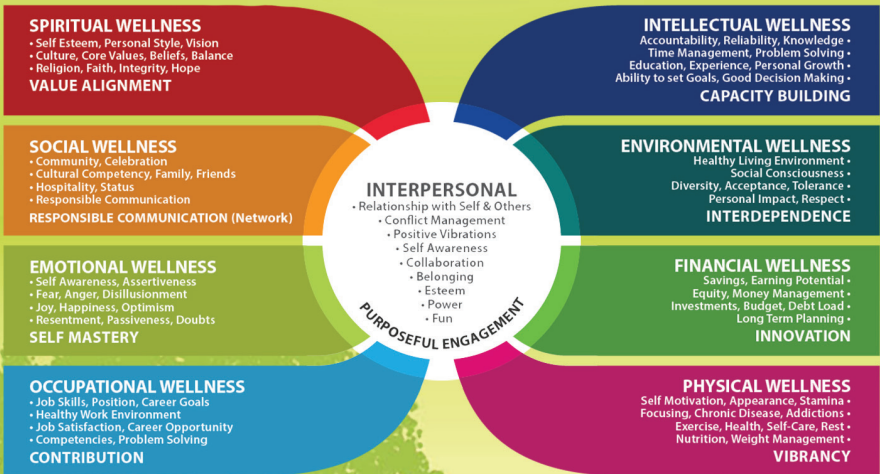 SPIRITUAL WELLNESS
• Self Esteem, Personal Style, Vision
• Culture, Core Values, Beliefs, Balance
• Religion, Faith, Integrity, Hope
VALUE ALIGNMENT
SOCIAL WELLNESS
• Community, Celebration
• Cultural Competency, Family, Friends
• Hospitality, Status
• Responsible Communication
RESPONSIBLE COMMUNICATION (Network)
EMOTIONAL WELLNESS
• Self Awareness, Assertiveness
• Fear, Anger, Disillusionment
• Joy, Happiness, Optimism
• Resentment, Passiveness, Doubts
SELF MASTERY
OCCUPATIONAL WELLNESS
• Job Skills, Position, Career Goals
• Healthy Work Environment
• Job Satisfaction, Career Opportunity
• Competencies, Problem Solving
CONTRIBUTION
INTERPERSONAL
• Relationship with Self & Others
• Conflict Management
• Positive Vibrations
• Self Awareness
• Collaboration
• Belonging
• Esteem
• Power
• Fun
PURPOSEFUL ENGAGEMENT
INTELLECTUAL WELLNESS
Accountability, Reliability, Knowledge •
Time Management, Problem Solving •
Education, Experience, Personal Growth •
Ability to set Goals, Good Decision Making •
CAPACITY BUILDING
ENVIRONMENTAL WELLNESS
Healthy Living Environment •
Social Consciousness •
Diversity, Acceptance, Tolerance •
Personal Impact, Respect •
INTERDEPENDENCE
FINANCIAL WELLNESS
Savings, Earning Potential •
Equity, Money Management •
Investments, Budget, Debt Load •
Long Term Planning •
INNOVATION
PHYSICAL WELLNESS
Self Motivation, Appearance, Stamina •
Focusing, Chronic Disease, Addictions •
Exercise, Health, Self-Care, Rest •
Nutrition, Weight Management •
VIBRANCY